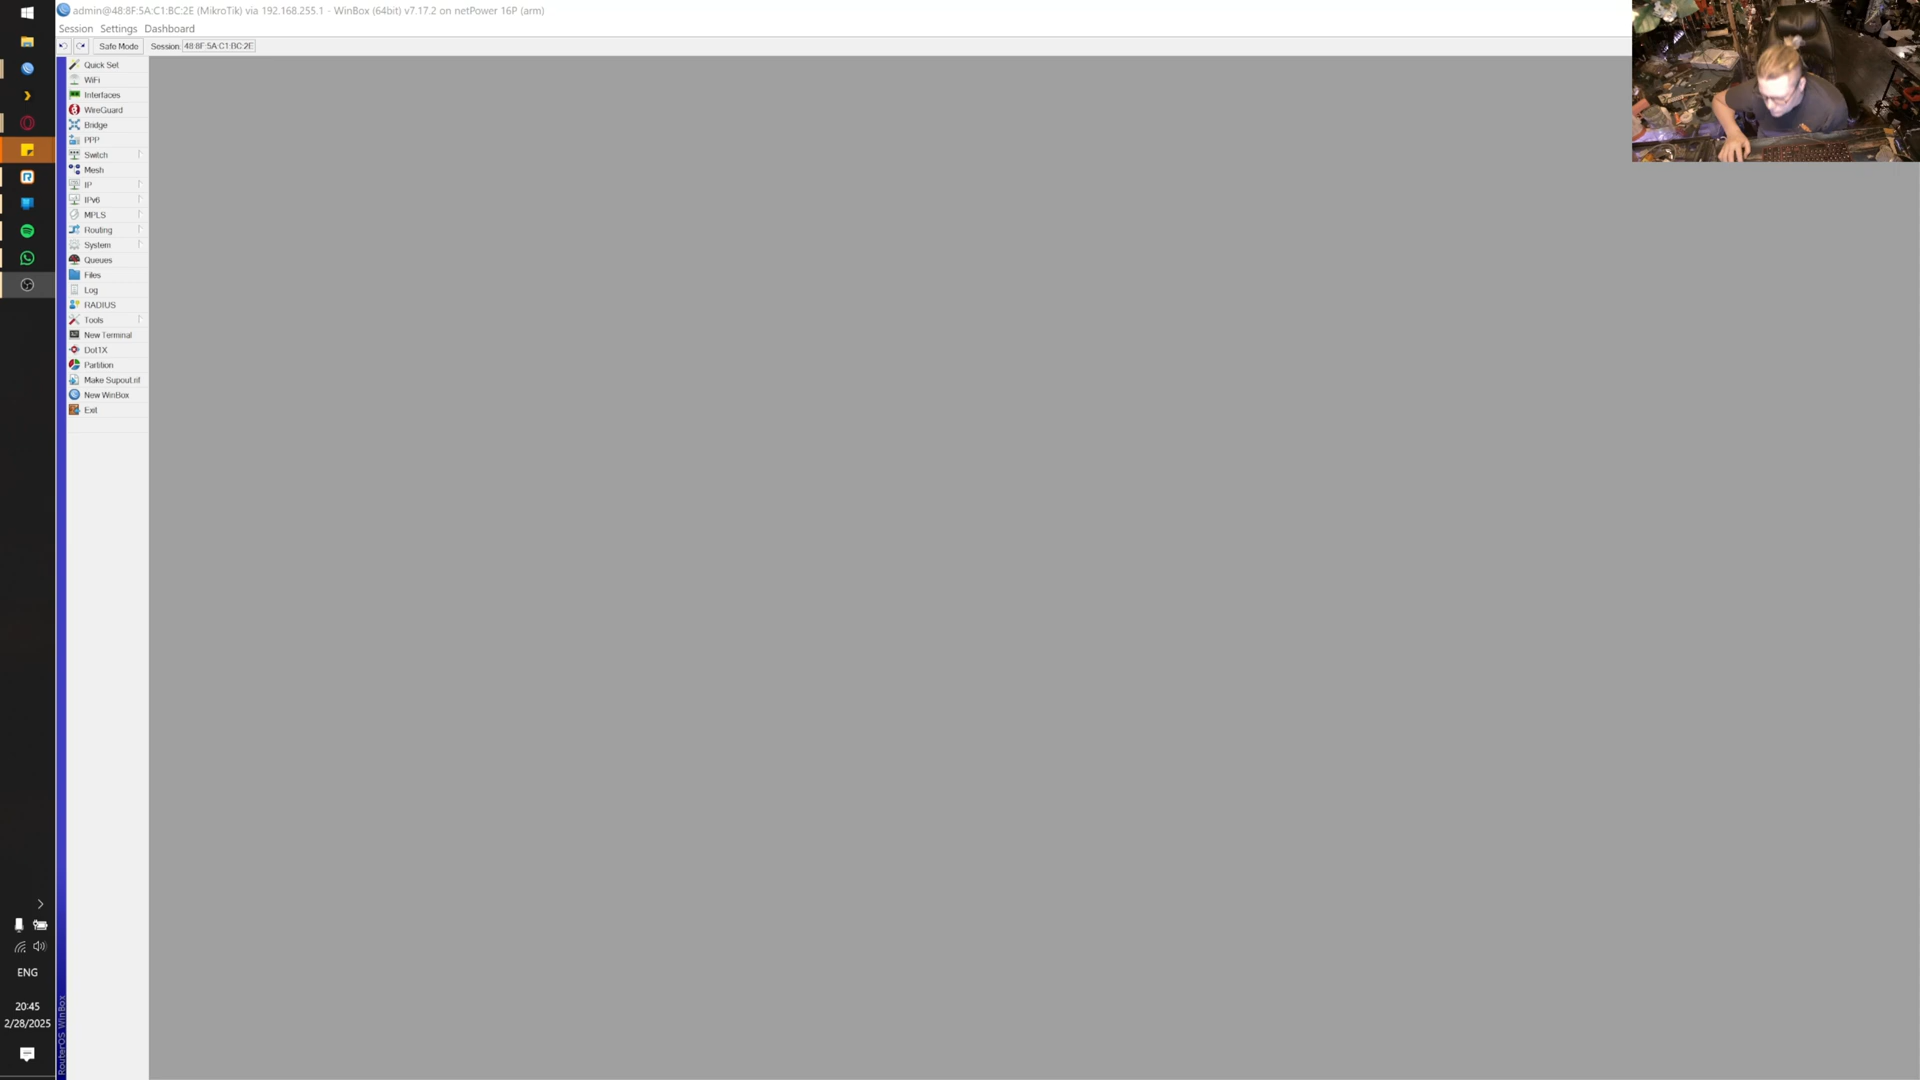 admin@48:8F:5A:C1:BC:2E (MikroTik) via 192.168.255.1 - WinBox (64bit) v7.17.2 on netPower 16P (arm)
Session Settings Dashboard
Safe Mode Session: 48:8F:5A:C1:BC:2E
Quick Set
WiFi
Interfaces
WireGuard
Bridge
PPP
Switch
Mesh
IP
IPv6
MPLS
Routing
System
Queues
Files
Log
RADIUS
Tools
New Terminal
Dot1X
Partition
Make Supout.rif
New WinBox
Exit
RouterOS WinBox
ENG
20:45
2/28/2025